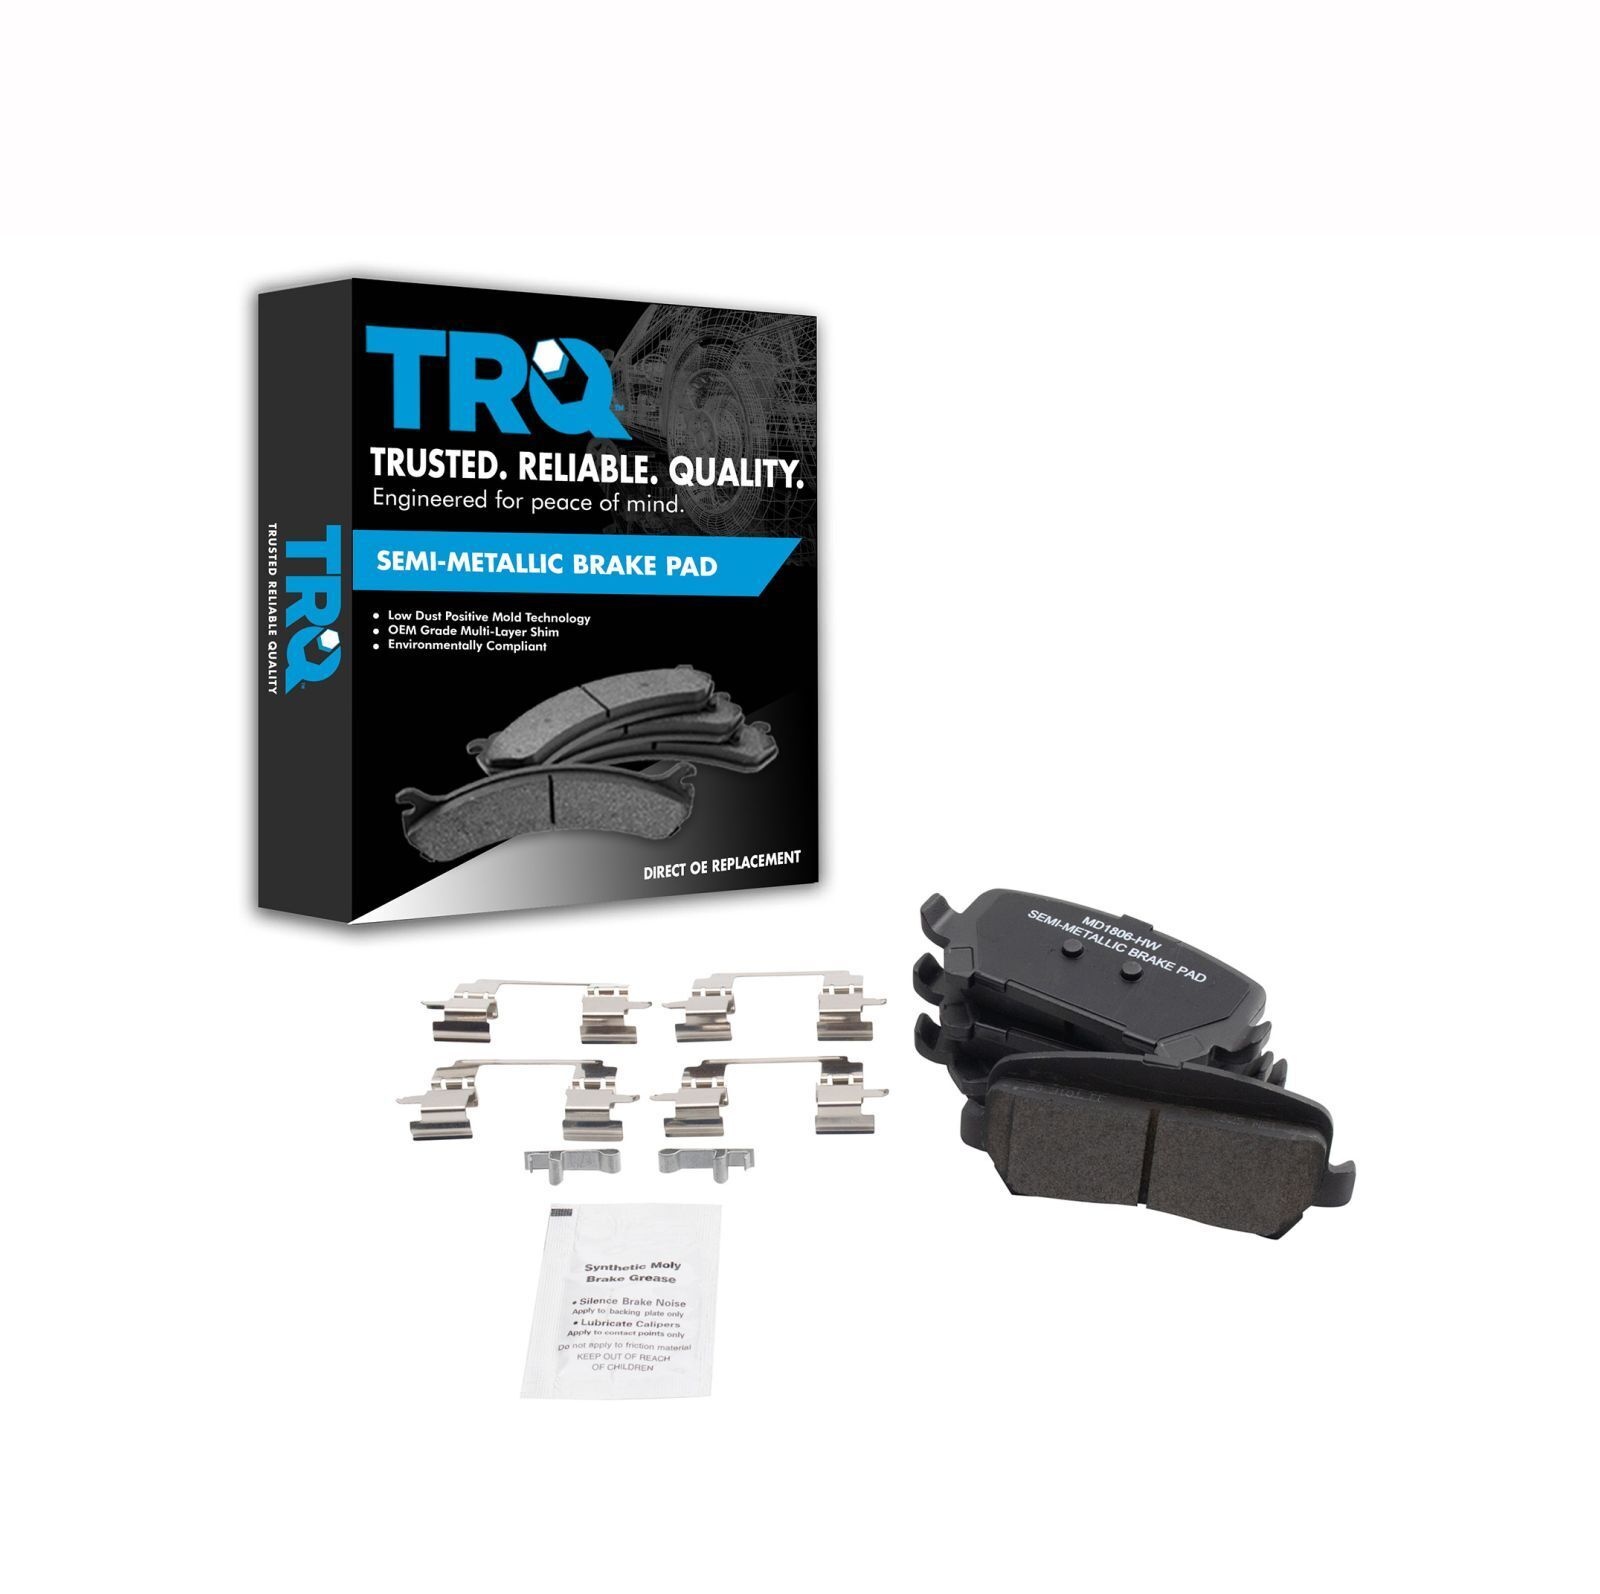 TRQ™
TRUSTED. RELIABLE. QUALITY.
Engineered for peace of mind.
SEMI-METALLIC BRAKE PAD
• Low Dust Positive Mold Technology
• OEM Grade Multi-Layer Shim
• Environmentally Compliant
DIRECT OE REPLACEMENT
TRQ™
TRUSTED RELIABLE QUALITY
MD1806-HW
SEMI-METALLIC BRAKE PAD
Synthetic Moly
Brake Grease
• Silence Brake Noise
Apply to backing plate only
• Lubricate Calipers
Apply to contact points only
Do not apply to friction material
KEEP OUT OF REACH
OF CHILDREN